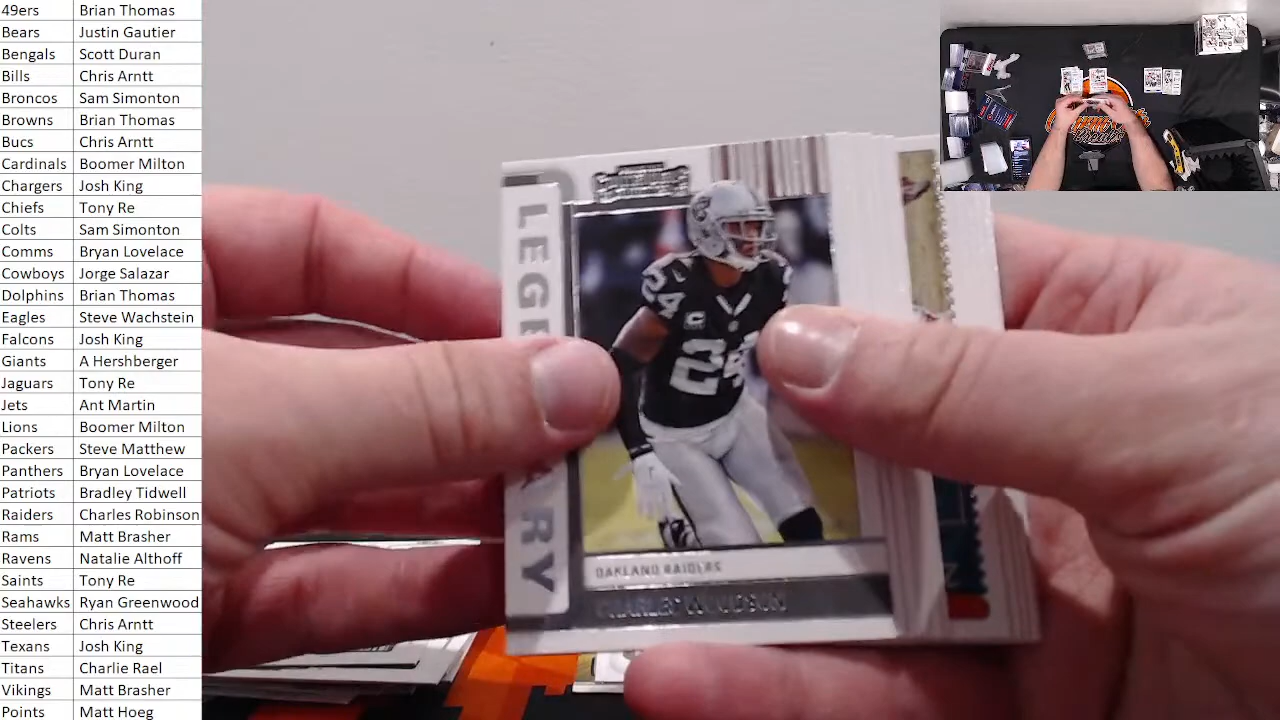 49ers Brian Thomas
Bears Justin Gautier
Bengals Scott Duran
Bills Chris Arntt
Broncos Sam Simonton
Browns Brian Thomas
Bucs Chris Arntt
Cardinals Boomer Milton
Chargers Josh King
Chiefs Tony Re
Colts Sam Simonton
Comms Bryan Lovelace
Cowboys Jorge Salazar
Dolphins Brian Thomas
Eagles Steve Wachstein
Falcons Josh King
Giants A Hershberger
Jaguars Tony Re
Jets Ant Martin
Lions Boomer Milton
Packers Steve Matthew
Panthers Bryan Lovelace
Patriots Bradley Tidwell
Raiders Charles Robinson
Rams Matt Brasher
Ravens Natalie Althoff
Saints Tony Re
Seahawks Ryan Greenwood
Steelers Chris Arntt
Texans Josh King
Titans Charlie Rael
Vikings Matt Brasher
Points Matt Hoeg
24
24
OAKLAND RAIDERS